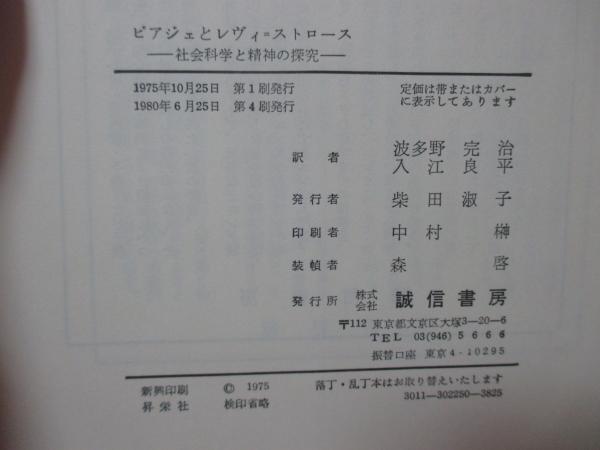 ピアジェとレヴィ=ストロース
――社会科学と精神の探究――
1975年10月25日 第1刷発行
1980年6月25日 第4刷発行
定価は帯またはカバーに表示してあります
訳者 波多野完治
入江良平
発行者 柴田淑子
印刷者 中村榊
装幀者 森啓
発行所 株式会社 誠信書房
〒112 東京都文京区大塚3-20-6
TEL 03(946)5666
振替口座 東京4-10295
新興印刷 © 1975 落丁・乱丁本はお取り替えいたします
昇栄社 検印省略 3011-302250-3825